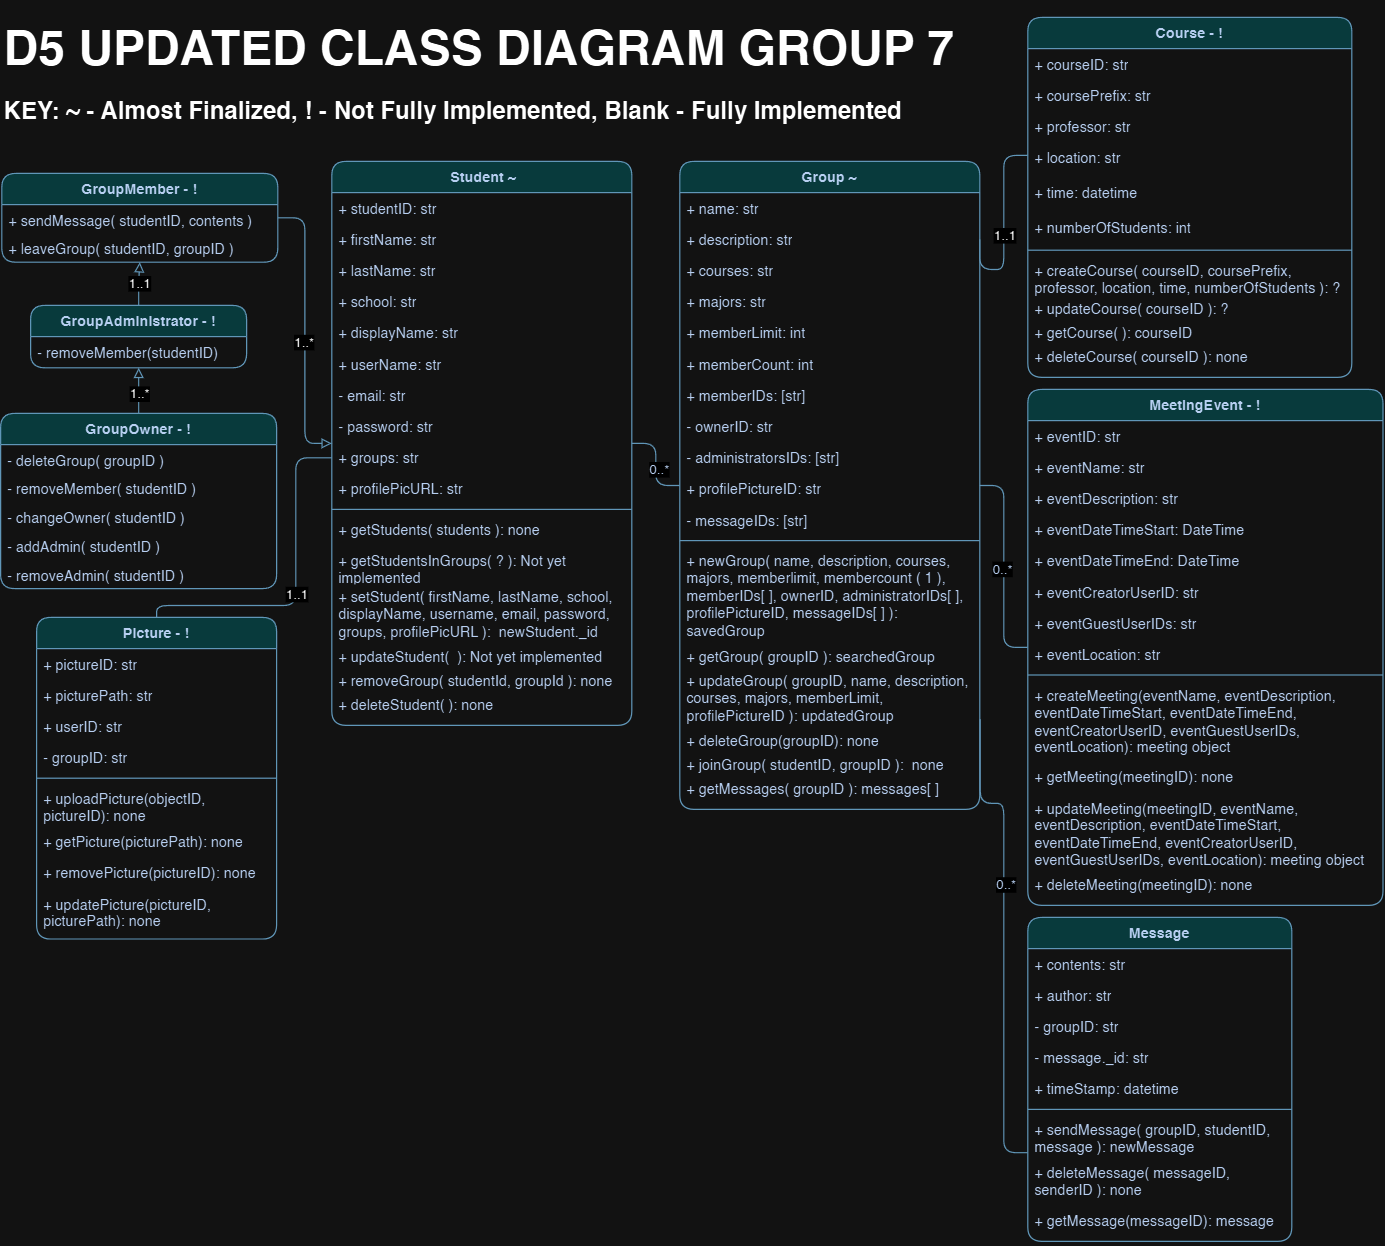 D5 UPDATED CLASS DIAGRAM GROUP 7
KEY: ~ - Almost Finalized, ! - Not Fully Implemented, Blank - Fully Implemented
GroupMember - !
+ sendMessage( studentID, contents )
+ leaveGroup( studentID, groupID )
1..1
GroupAdministrator - !
- removeMember(studentID)
1..*
GroupOwner - !
- deleteGroup( groupID )
- removeMember( studentID )
- changeOwner( studentID )
- addAdmin( studentID )
- removeAdmin( studentID )
1..*
1..1
Picture - !
+ pictureID: str
+ picturePath: str
+ userID: str
- groupID: str
+ uploadPicture(objectID,
pictureID): none
+ getPicture(picturePath): none
+ removePicture(pictureID): none
+ updatePicture(pictureID,
picturePath): none
Student ~
+ studentID: str
+ firstName: str
+ lastName: str
+ school: str
+ displayName: str
+ userName: str
- email: str
- password: str
+ groups: str
+ profilePicURL: str
+ getStudents( students ): none
+ getStudentsInGroups( ? ): Not yet
implemented
+ setStudent( firstName, lastName, school,
displayName, username, email, password,
groups, profilePicURL ):  newStudent._id
+ updateStudent(  ): Not yet implemented
+ removeGroup( studentId, groupId ): none
+ deleteStudent( ): none
0..*
Group ~
+ name: str
+ description: str
+ courses: str
+ majors: str
+ memberLimit: int
+ memberCount: int
+ memberIDs: [str]
- ownerID: str
- administratorsIDs: [str]
+ profilePictureID: str
- messageIDs: [str]
+ newGroup( name, description, courses,
majors, memberlimit, membercount ( 1 ),
memberIDs[ ], ownerID, administratorIDs[ ],
profilePictureID, messageIDs[ ] ):
savedGroup
+ getGroup( groupID ): searchedGroup
+ updateGroup( groupID, name, description,
courses, majors, memberLimit,
profilePictureID ): updatedGroup
+ deleteGroup(groupID): none
+ joinGroup( studentID, groupID ):  none
+ getMessages( groupID ): messages[ ]
1..1
0..*
0..*
Course - !
+ courseID: str
+ coursePrefix: str
+ professor: str
+ location: str
+ time: datetime
+ numberOfStudents: int
+ createCourse( courseID, coursePrefix,
professor, location, time, numberOfStudents ): ?
+ updateCourse( courseID ): ?
+ getCourse( ): courseID
+ deleteCourse( courseID ): none
MeetingEvent - !
+ eventID: str
+ eventName: str
+ eventDescription: str
+ eventDateTimeStart: DateTime
+ eventDateTimeEnd: DateTime
+ eventCreatorUserID: str
+ eventGuestUserIDs: str
+ eventLocation: str
+ createMeeting(eventName, eventDescription,
eventDateTimeStart, eventDateTimeEnd,
eventCreatorUserID, eventGuestUserIDs,
eventLocation): meeting object
+ getMeeting(meetingID): none
+ updateMeeting(meetingID, eventName,
eventDescription, eventDateTimeStart,
eventDateTimeEnd, eventCreatorUserID,
eventGuestUserIDs, eventLocation): meeting object
+ deleteMeeting(meetingID): none
Message
+ contents: str
+ author: str
- groupID: str
- message._id: str
+ timeStamp: datetime
+ sendMessage( groupID, studentID,
message ): newMessage
+ deleteMessage( messageID,
senderID ): none
+ getMessage(messageID): message